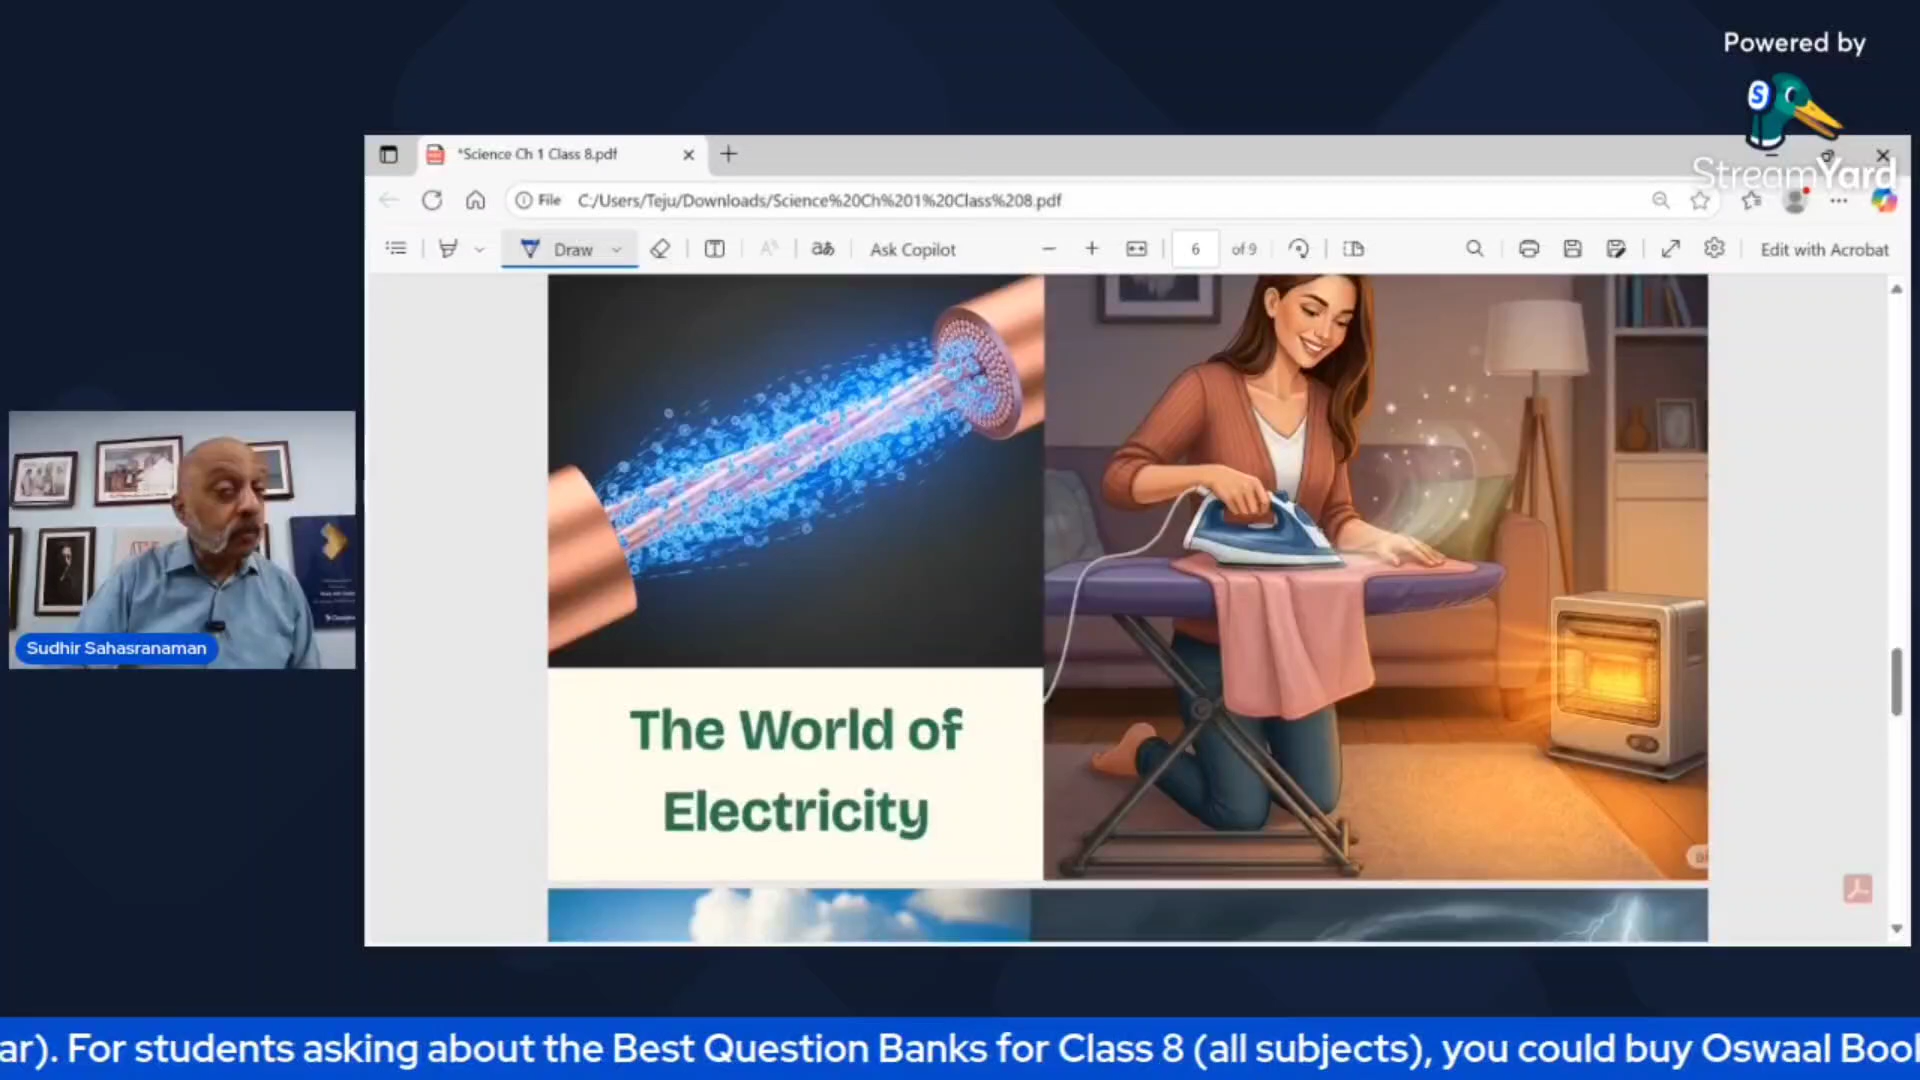 Powered by
StreamYard
*Science Ch 1 Class 8.pdf
File C:/Users/Teju/Downloads/Science%20Ch%201%20Class%208.pdf
Draw
Ask Copilot
6 of 9
Edit with Acrobat
The World of
Electricity
Sudhir Sahasranaman
ar). For students asking about the Best Question Banks for Class 8 (all subjects), you could buy Oswaal Bool